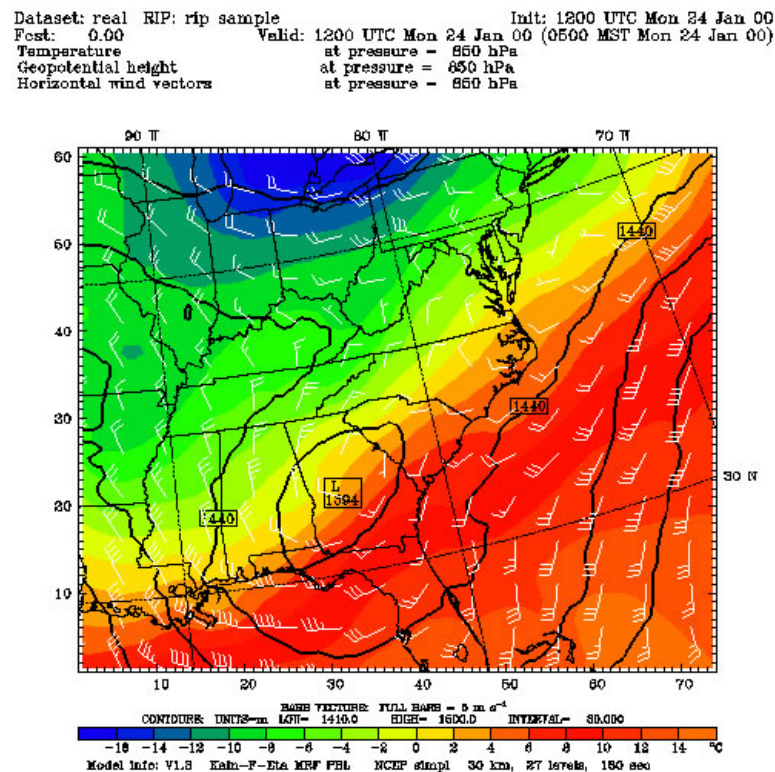 Dataset: real RIP: rip sample Init: 1200 UTC Mon 24 Jan 00
Fcst: 0.00 Valid: 1200 UTC Mon 24 Jan 00 (0500 MST Mon 24 Jan 00)
Temperature at pressure = 850 hPa
Geopotential height at pressure = 850 hPa
Horizontal wind vectors at pressure = 850 hPa
90 W 80 W 70 W
60
50
40
30
20
10
1440
1440
30 N
L
1394
1440
10 20 30 40 50 60 70
BARB VECTORS: FULL BARB = 5 m s-1
CONTOURS: UNITS=m LOW= 1410.0 HIGH= 1500.0 INTERVAL= 30.000
-16 -14 -12 -10 -8 -6 -4 -2 0 2 4 6 8 10 12 14 °C
Model info: V1.3 Kain-F-Eta MRF PBL NCEP simpl 30 km, 27 levels, 180 sec